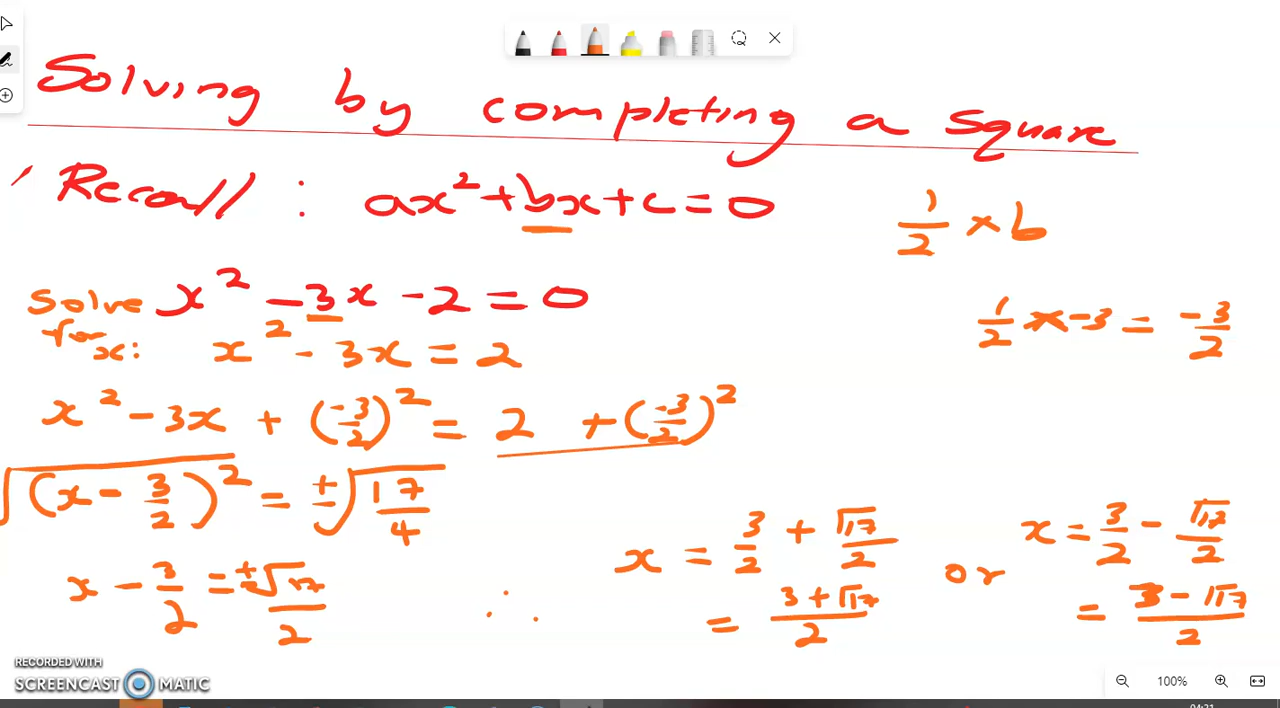 Solving by completing a square
Recall : ax² + bx + c = 0
1/2 × b
Solve for x: x² - 3x - 2 = 0
1/2 × -3 = -3/2
x² - 3x = 2
x² - 3x + (-3/2)² = 2 + (-3/2)²
√(x - 3/2)² = ±√17/4
x - 3/2 = ±√17/2
∴ x = 3/2 + √17/2 or x = 3/2 - √17/2
= 3 + √17/2 = 3 - √17/2
RECORDED WITH
SCREENCAST MATIC
100%